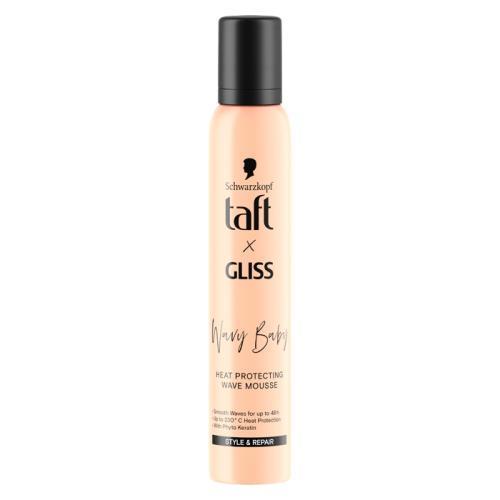 Schwarzkopf
taft
X
GLISS
Wavy Baby
HEAT PROTECTING
WAVE MOUSSE
• Smooth Waves for up to 48h
• Up to 230° C Heat Protection
• With Phyto Keratin
STYLE & REPAIR